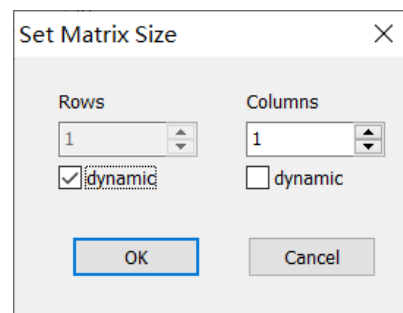 Set Matrix Size
Rows Columns
1 1
dynamic dynamic
OK Cancel